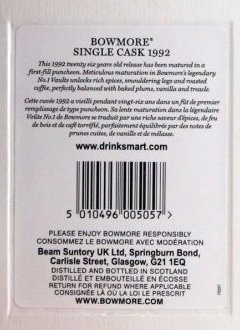 BOWMORE®
SINGLE CASK 1992
This 1992 twenty six years old release has been matured in a
first-fill puncheon. Meticulous maturation in Bowmore's legendary
No.1 Vaults unlocks rich spices, smouldering logs and roasted
coffee, perfectly balanced with baked plums, vanilla and treacle.
Cette cuvée 1992 a vieilli pendant vingt-six ans dans un fût de premier
remplissage de type puncheon. Sa lente maturation dans la légendaire
Voûte No.1 de Bowmore se traduit par une riche saveur d'épices, de feu
de bois et de café torréfié, parfaitement équilibrée par des notes de
prunes cuites, de vanille et de mélasse.
www.drinksmart.com
5 010496 005057 >
PLEASE ENJOY BOWMORE RESPONSIBLY
CONSOMMEZ LE BOWMORE AVEC MODÉRATION
Beam Suntory UK Ltd, Springburn Bond,
Carlisle Street, Glasgow, G21 1EQ
DISTILLED AND BOTTLED IN SCOTLAND
DISTILLÉ ET EMBOUTEILLÉ EN ÉCOSSE
RETURN FOR REFUND WHERE APPLICABLE
CONSIGNÉE LÀ OÙ LA LOI LE PRESCRIT
WWW.BOWMORE.COM